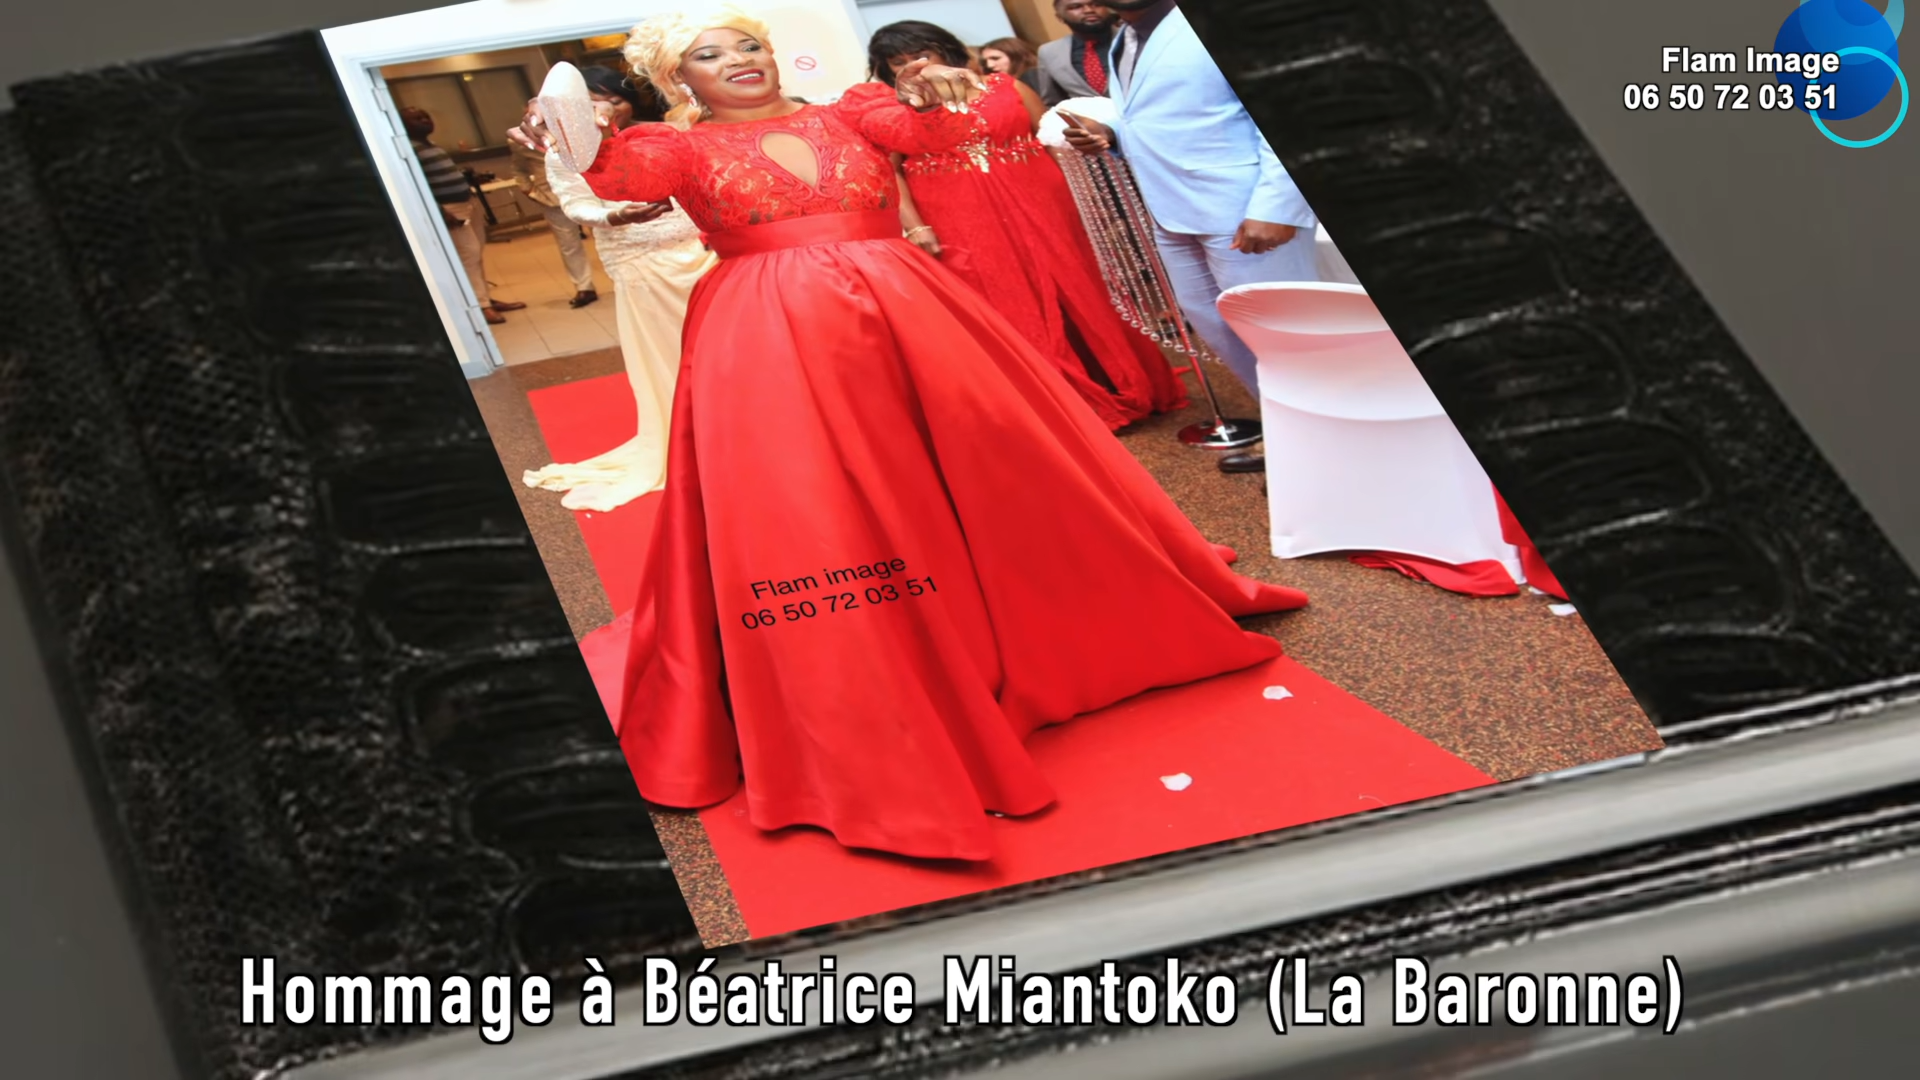 Flam Image
06 50 72 03 51
Flam image
06 50 72 03 51
Hommage à Béatrice Miantoko (La Baronne)